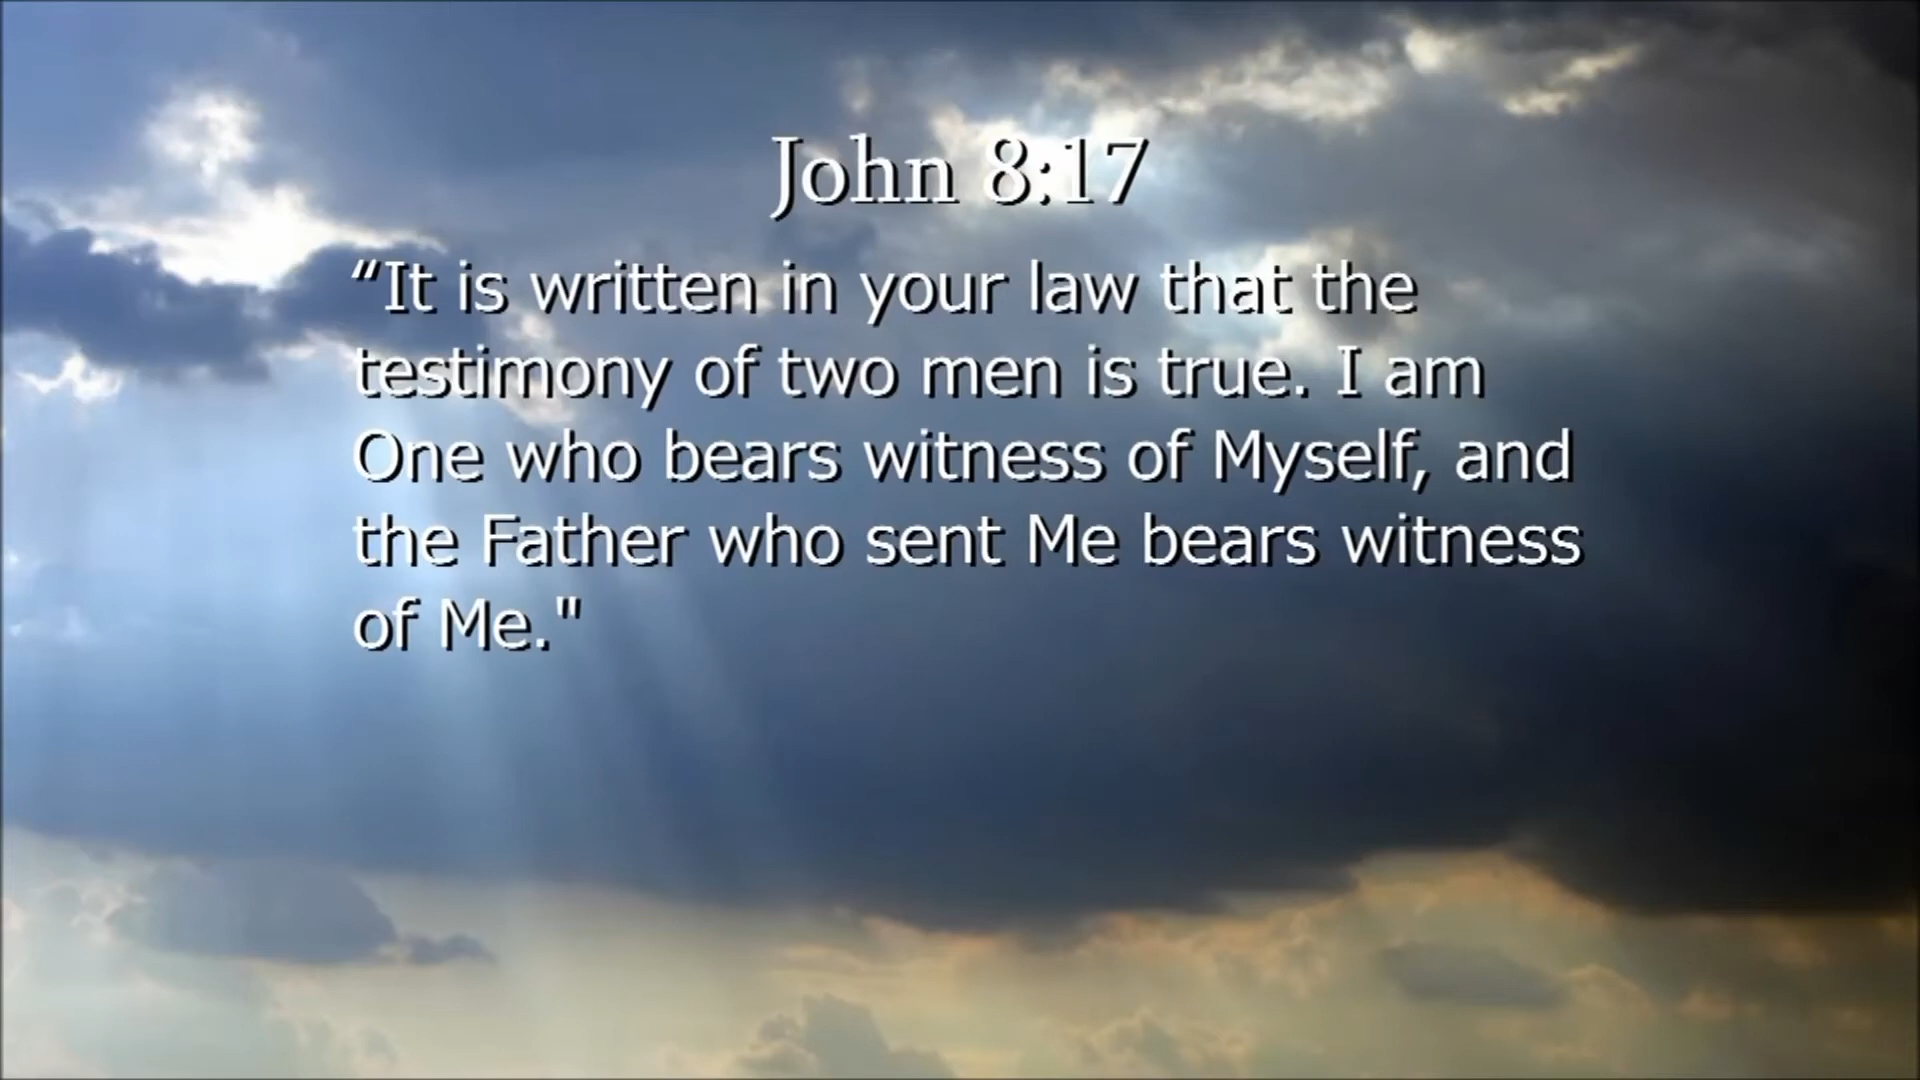 John 8:17
“It is written in your law that the
testimony of two men is true. I am
One who bears witness of Myself, and
the Father who sent Me bears witness
of Me."